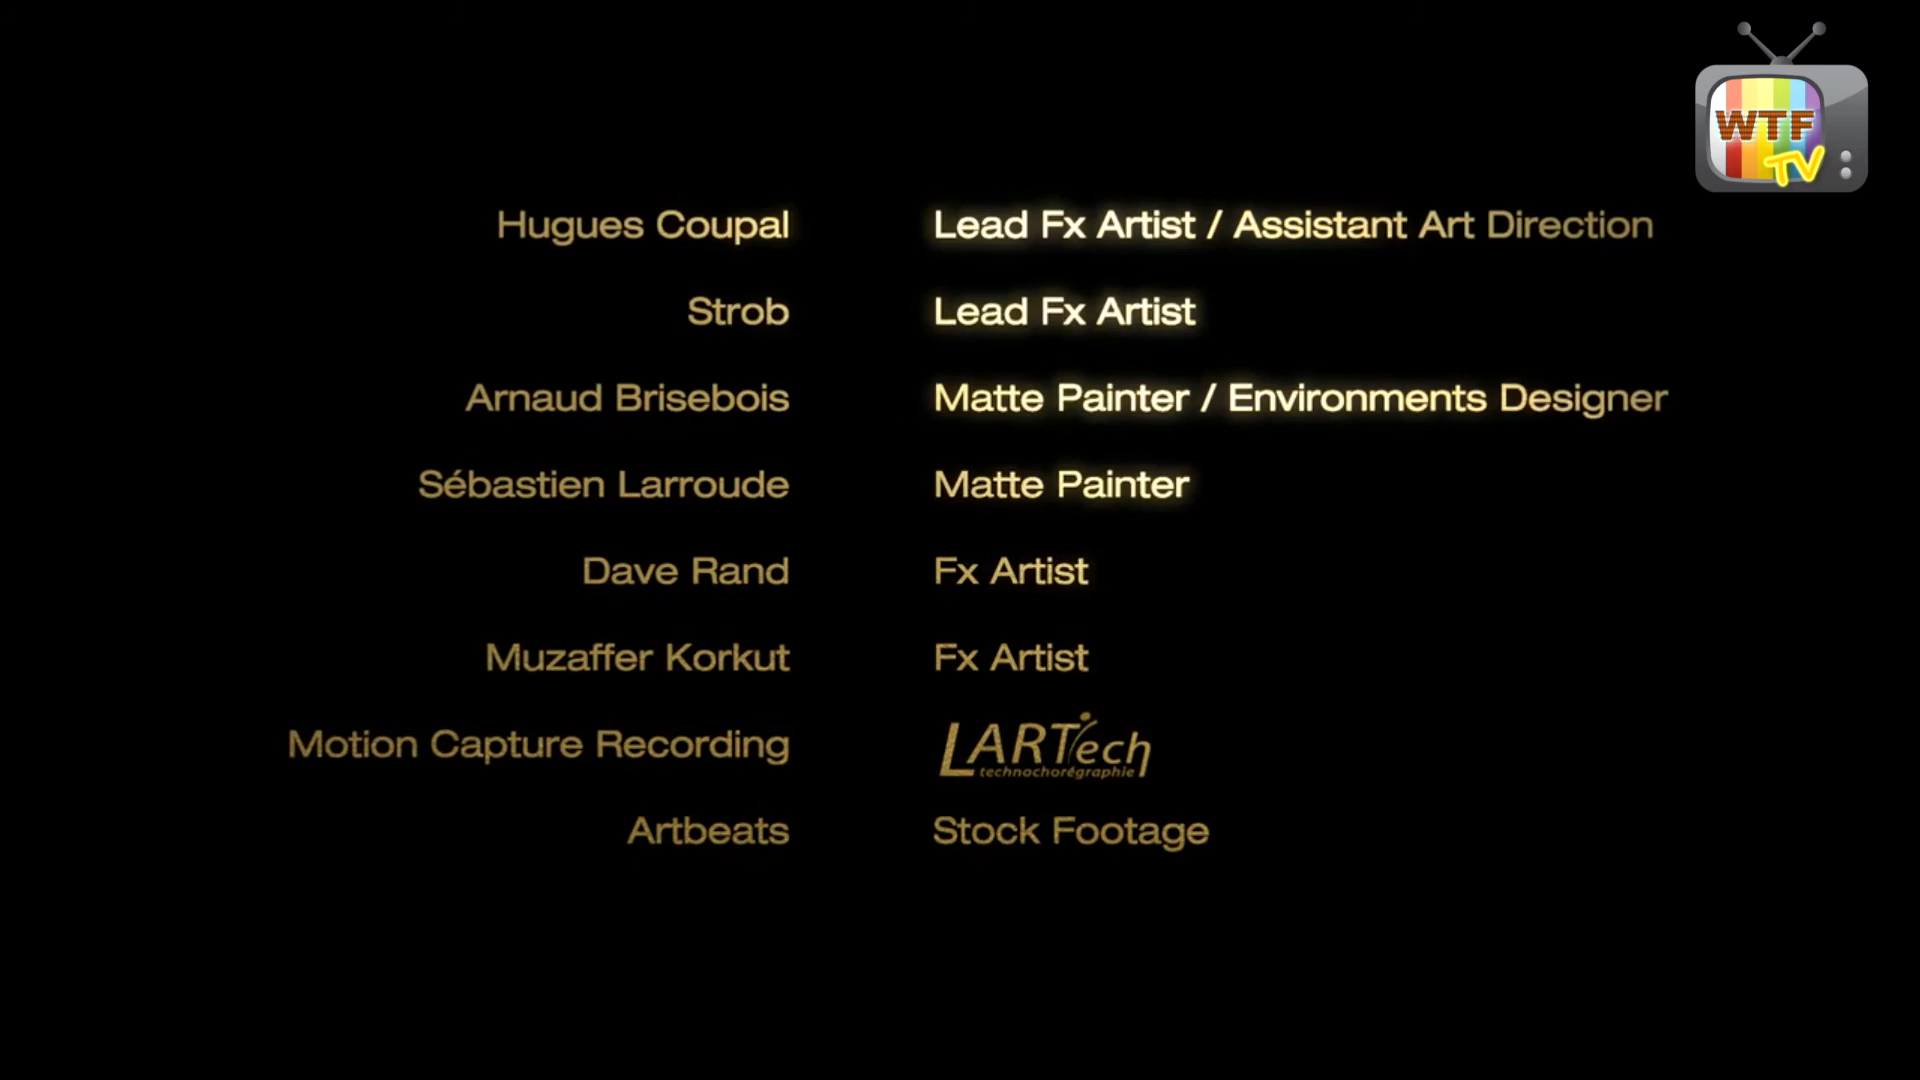 WTF
TV
Hugues Coupal Lead Fx Artist / Assistant Art Direction
Strob Lead Fx Artist
Arnaud Brisebois Matte Painter / Environments Designer
Sébastien Larroude Matte Painter
Dave Rand Fx Artist
Muzaffer Korkut Fx Artist
Motion Capture Recording LARTech
technochorégraphie
Artbeats Stock Footage